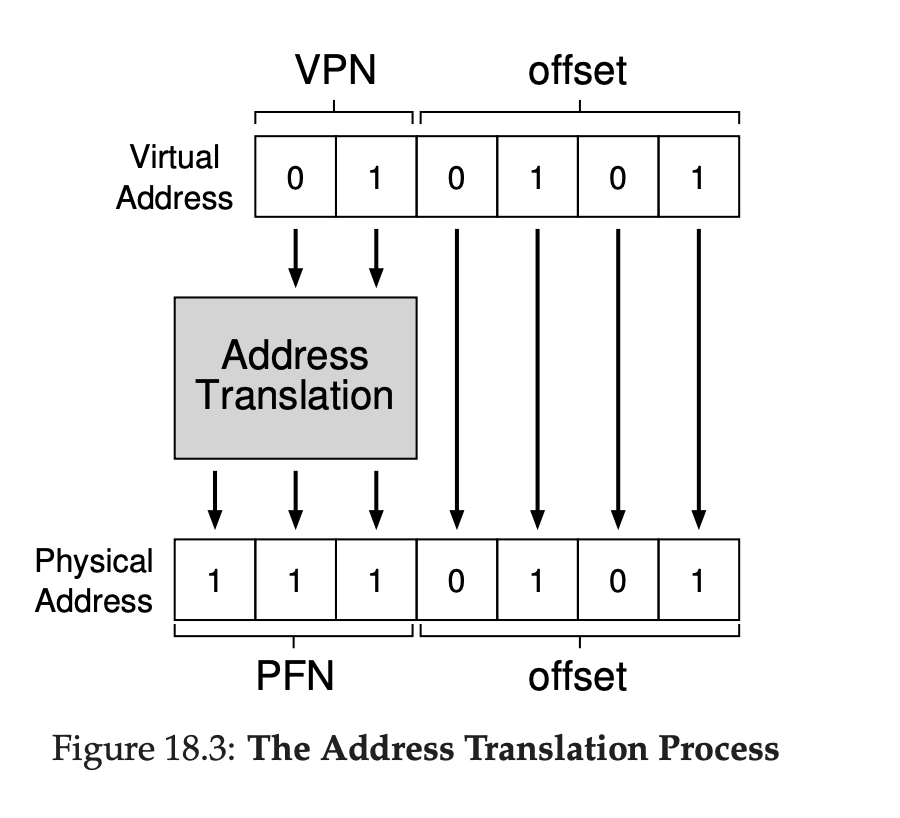 VPN offset
Virtual
Address
0 1 0 1 0 1
Address
Translation
Physical
Address
1 1 1 0 1 0 1
PFN offset
Figure 18.3: The Address Translation Process